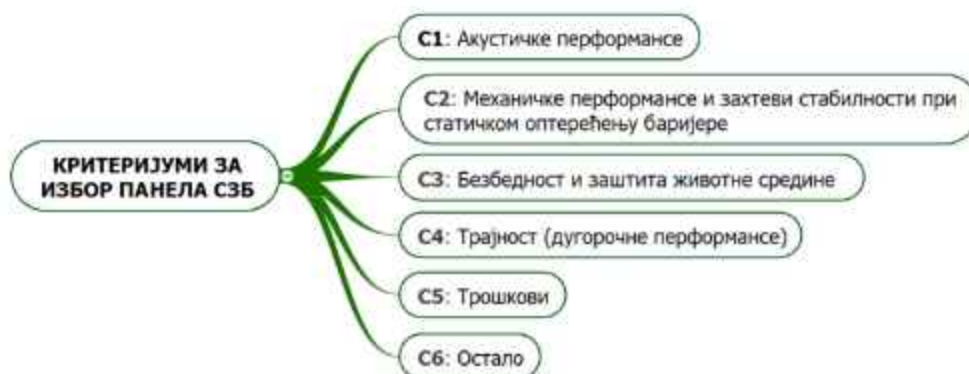 C1: Акустичке перформансе
C2: Механичке перформансе и захтеви стабилности при
статичком оптерећењу баријере
КРИТЕРИЈУМИ ЗА
ИЗБОР ПАНЕЛА СЗБ
C3: Безбедност и заштита животне средине
C4: Трајност (дугорочне перформансе)
C5: Трошкови
C6: Остало